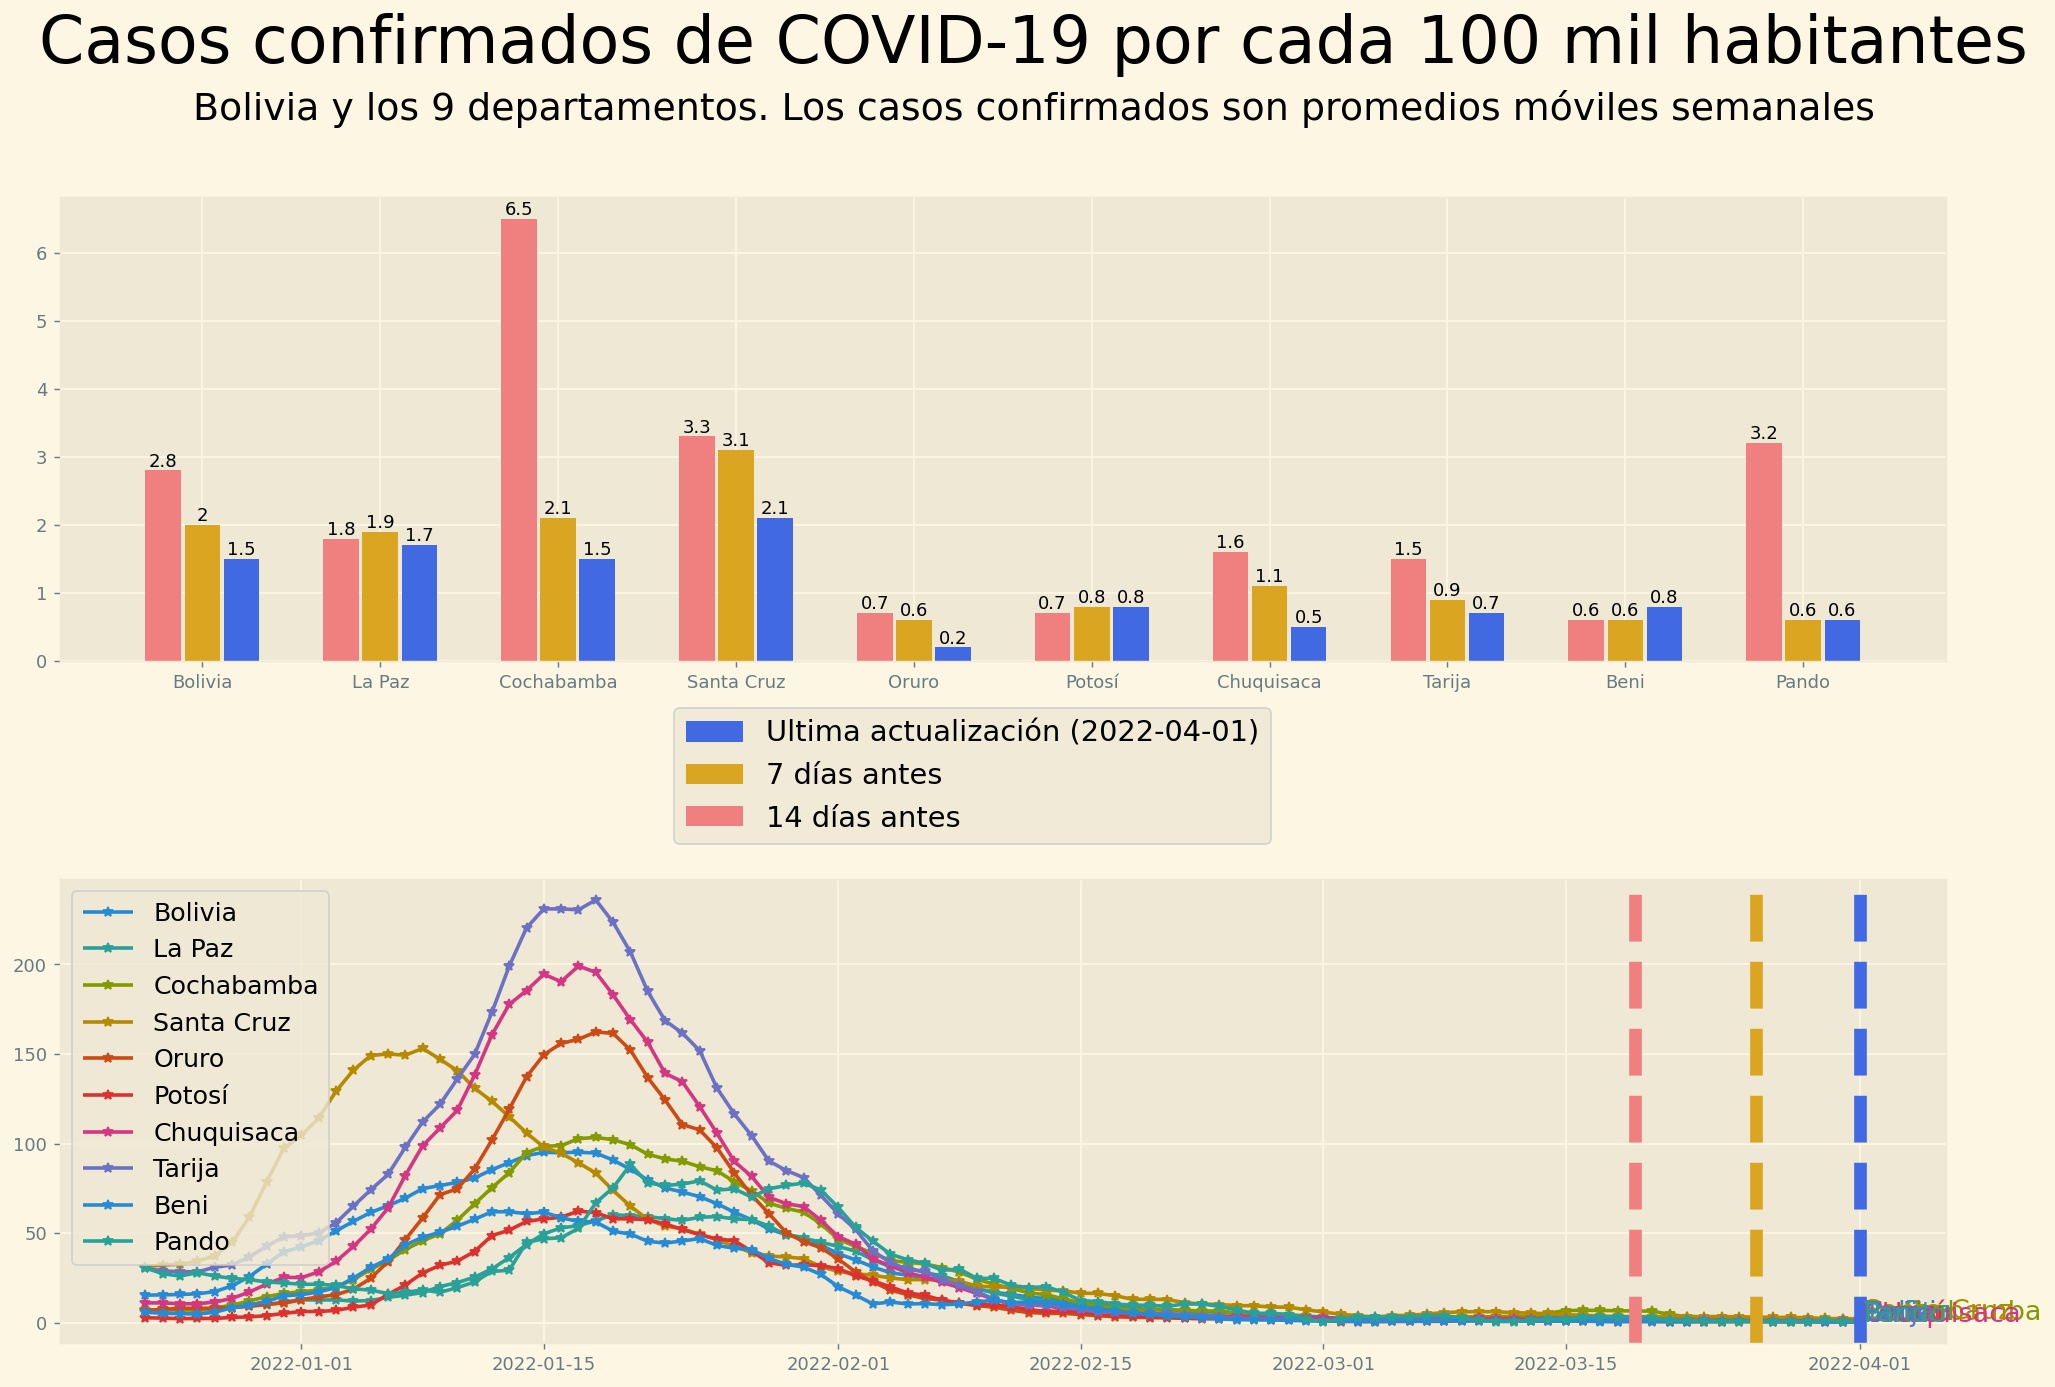 Casos confirmados de COVID-19 por cada 100 mil habitantes
Bolivia y los 9 departamentos. Los casos confirmados son promedios móviles semanales
6
5
4
3
2
1
0
2.8
2
1.5
1.8
1.9
1.7
6.5
2.1
1.5
3.3
3.1
2.1
0.7
0.6
0.2
0.7
0.8
0.8
1.6
1.1
0.5
1.5
0.9
0.7
0.6
0.6
0.8
3.2
0.6
0.6
Bolivia
La Paz
Cochabamba
Santa Cruz
Oruro
Potosí
Chuquisaca
Tarija
Beni
Pando
Ultima actualización (2022-04-01)
7 días antes
14 días antes
200
150
100
50
0
Bolivia
La Paz
Cochabamba
Santa Cruz
Oruro
Potosí
Chuquisaca
Tarija
Beni
Pando
2022-01-01
2022-01-15
2022-02-01
2022-02-15
2022-03-01
2022-03-15
2022-04-01